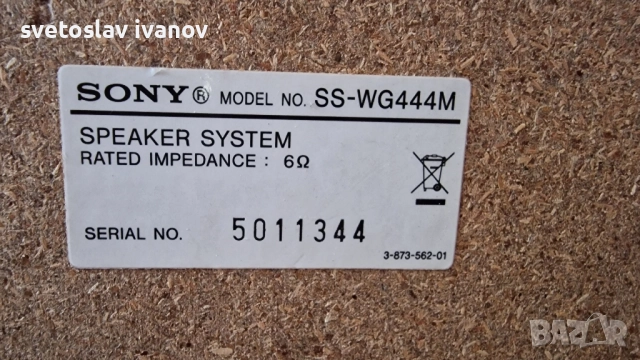 svetoslav ivanov
SONY® MODEL NO. SS-WG444M
SPEAKER SYSTEM
RATED IMPEDANCE : 6Ω
SERIAL NO. 5011344
3-873-562-01
BAZAR